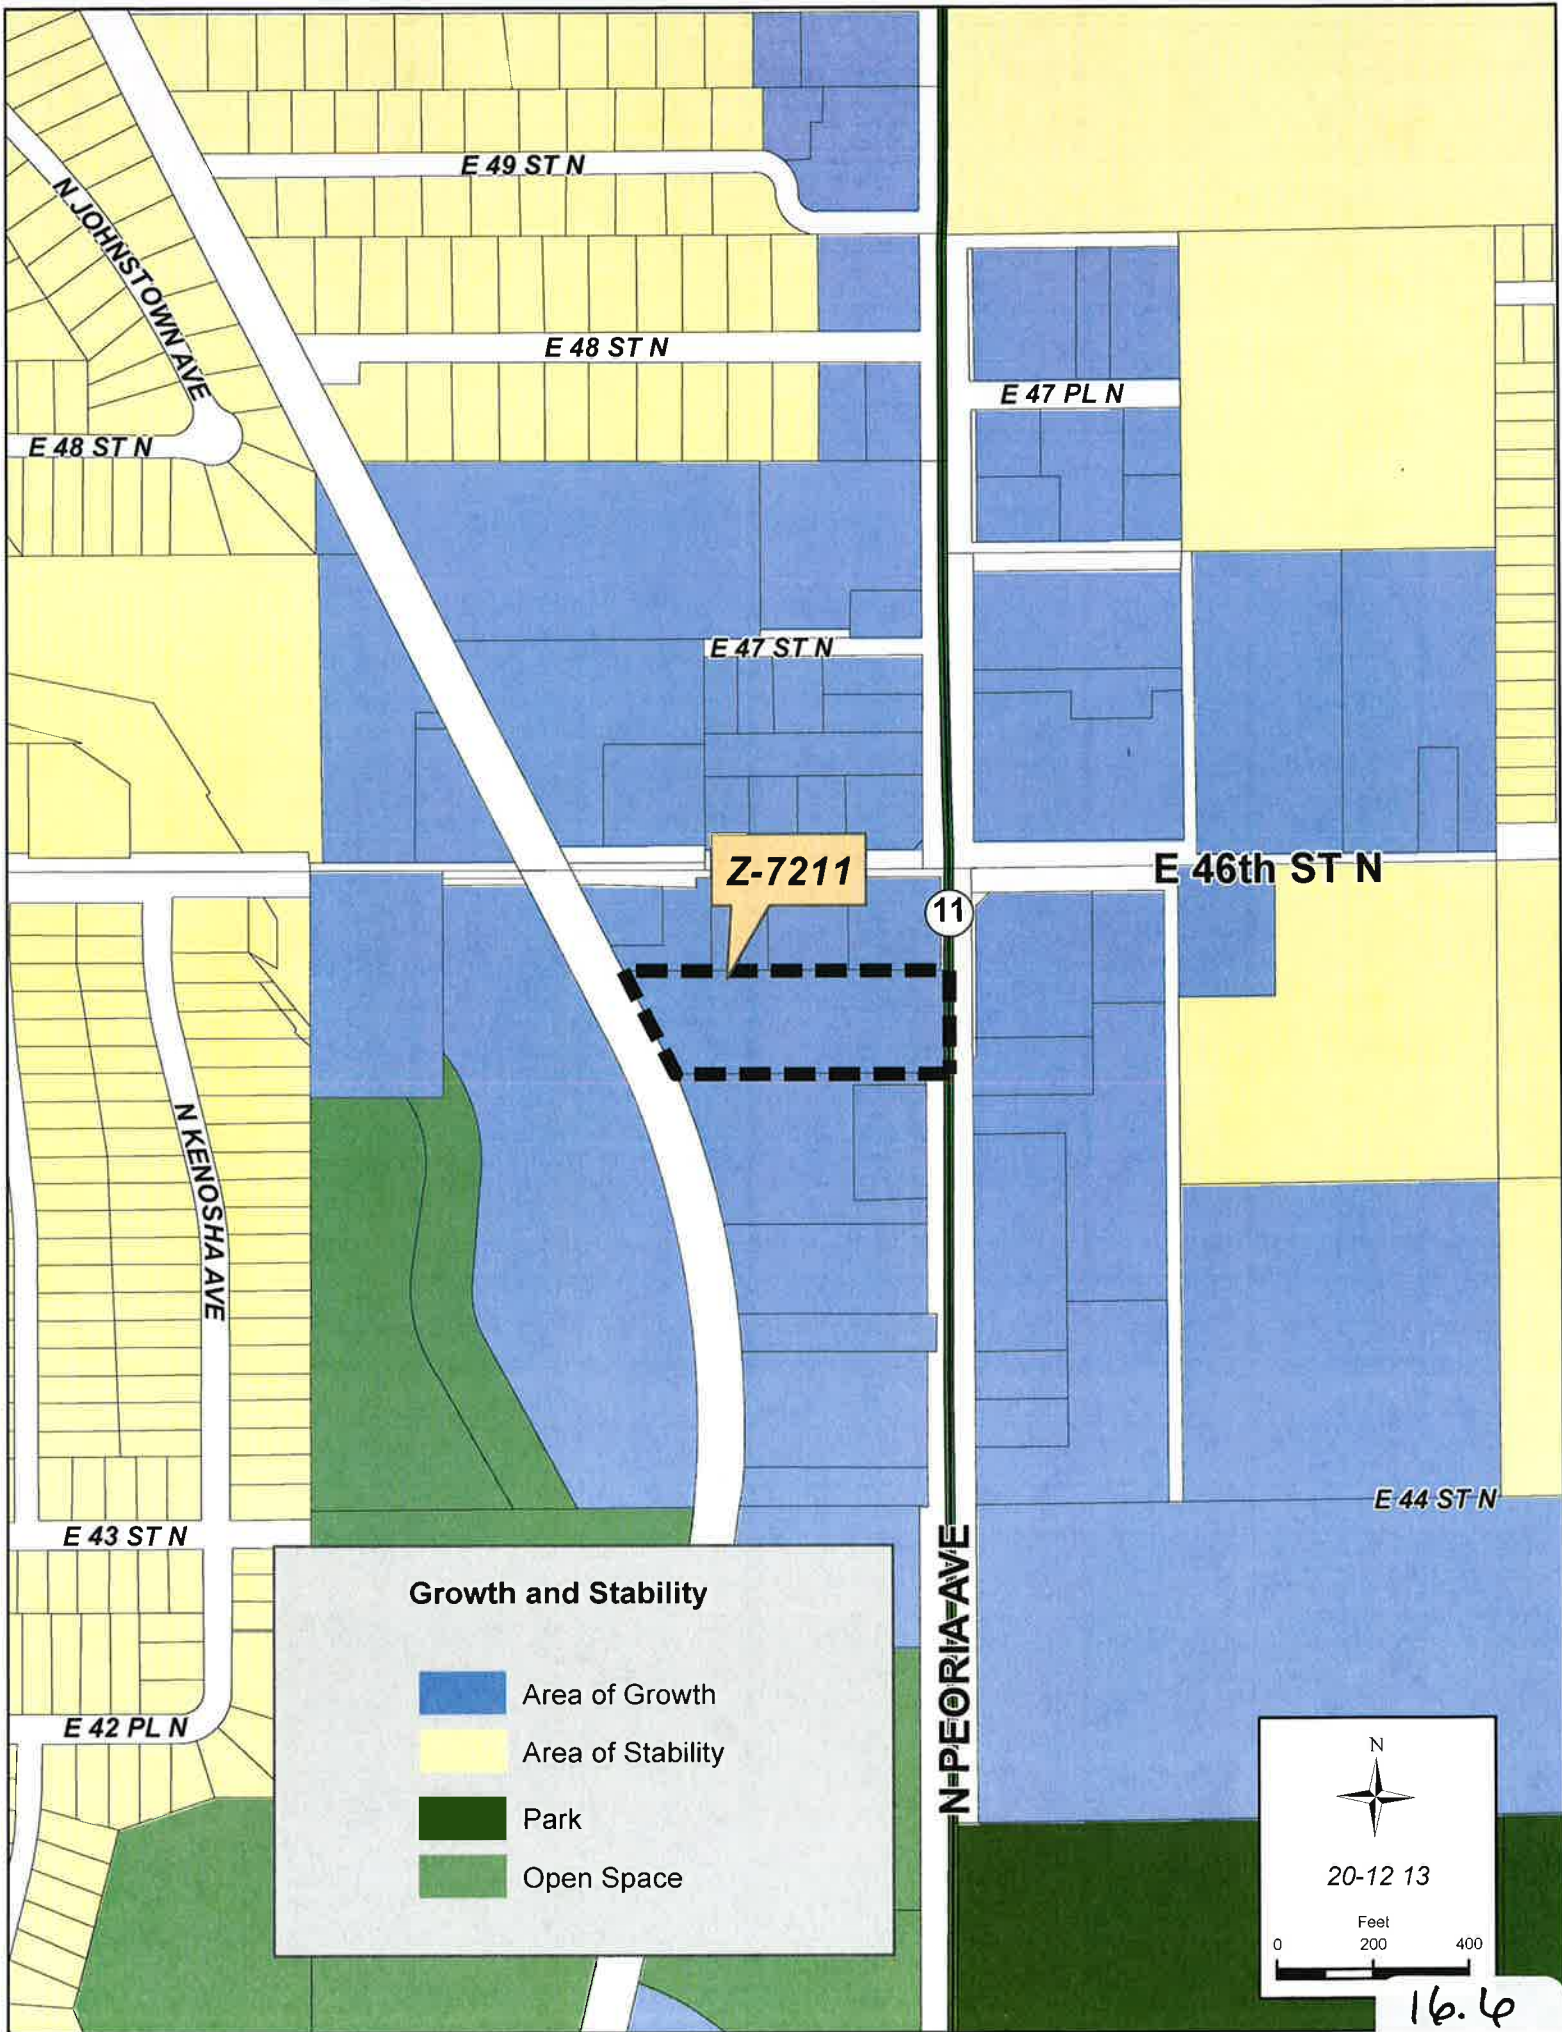 E 49 ST N
N JOHNSTOWN AVE
E 48 ST N
E 47 PL N
E 48 ST N
E 47 ST N
Z-7211
E 46th ST N
11
N KENOSHA AVE
E 44 ST N
E 43 ST N
N PEORIA AVE
Growth and Stability
Area of Growth
Area of Stability
Park
Open Space
E 42 PL N
N
20-12 13
Feet
0 200 400
16.6